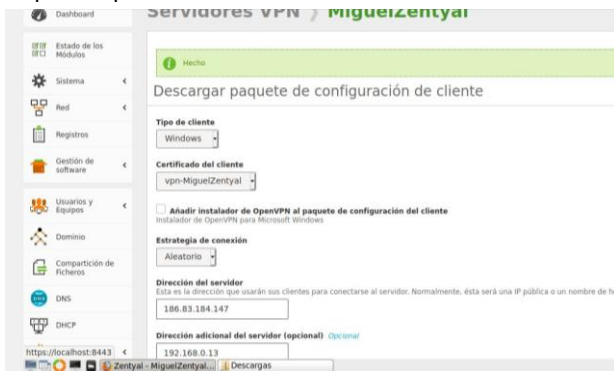 Servidores VPN > MiguelZentyal
Dashboard
Estado de los
Módulos
Sistema
Red
Registros
Gestión de
software
Usuarios y
Equipos
Dominio
Compartición de
Ficheros
DNS
DHCP
Hecho
Descargar paquete de configuración de cliente
Tipo de cliente
Windows
Certificado del cliente
vpn-MiguelZentyal
Añadir instalador de OpenVPN al paquete de configuración del cliente
Instalador de OpenVPN para Microsoft Windows
Estrategia de conexión
Aleatorio
Dirección del servidor
Esta es la dirección que usarán sus clientes para conectarse al servidor. Normalmente, ésta será una IP pública o un nombre de
186.83.184.147
Dirección adicional del servidor (opcional) Opcional
192.168.0.13
https://localhost:8443
Zentyal - MiguelZentyal...
Descargas